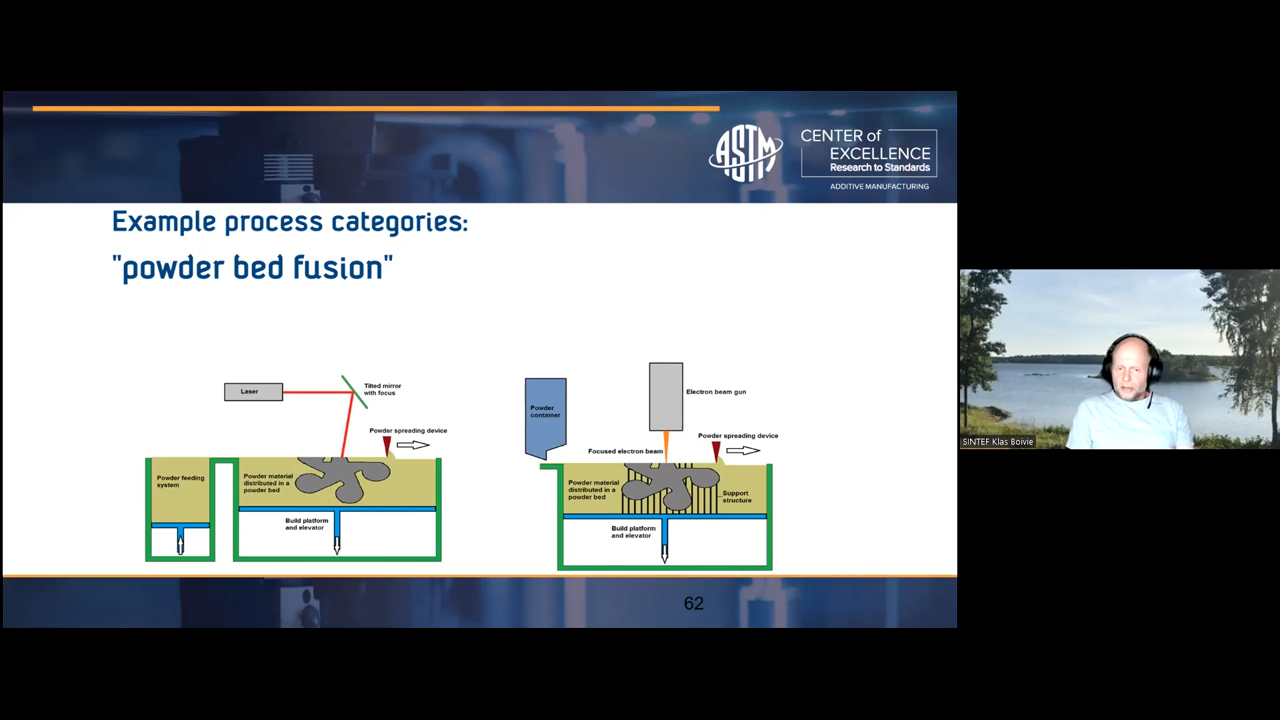 ASTM
CENTER of
EXCELLENCE
Research to Standards
ADDITIVE MANUFACTURING
Example process categories:
"powder bed fusion"
Laser
Tilted mirror
with focus
Powder spreading device
Powder feeding
system
Powder material
distributed in a
powder bed
Build platform
and elevator
Powder
container
Electron beam gun
Focused electron beam
Powder spreading device
Powder material
distributed in a
powder bed
Support
structure
Build platform
and elevator
62
SINTEF Klas Boivie